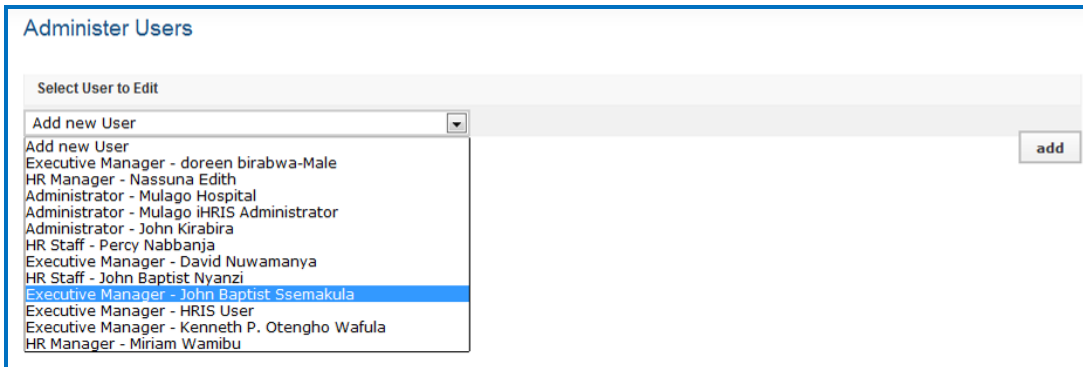 Administer Users
Select User to Edit
Add new User
add
Add new User
Executive Manager - doreen birabwa-Male
HR Manager - Nassuna Edith
Administrator - Mulago Hospital
Administrator - Mulago iHRIS Administrator
Administrator - John Kirabira
HR Staff - Percy Nabbanja
Executive Manager - David Nuwamanya
HR Staff - John Baptist Nyanzi
Executive Manager - John Baptist Ssemakula
Executive Manager - HRIS User
Executive Manager - Kenneth P. Otengho Wafula
HR Manager - Miriam Wamibu